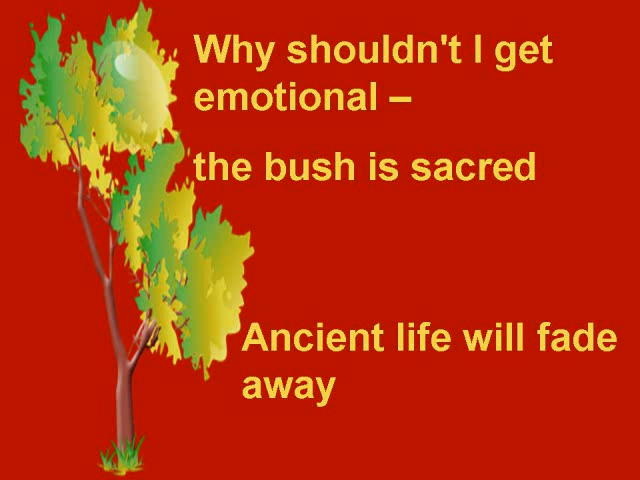 Why shouldn't I get
emotional –
the bush is sacred
Ancient life will fade
away